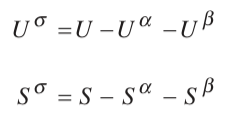 U^σ = U − U^α − U^β
S^σ = S − S^α − S^β